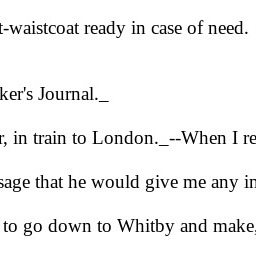 t-waistcoat ready in case of need.
ker's Journal._
r, in train to London._--When I re
sage that he would give me any in
to go down to Whitby and make,